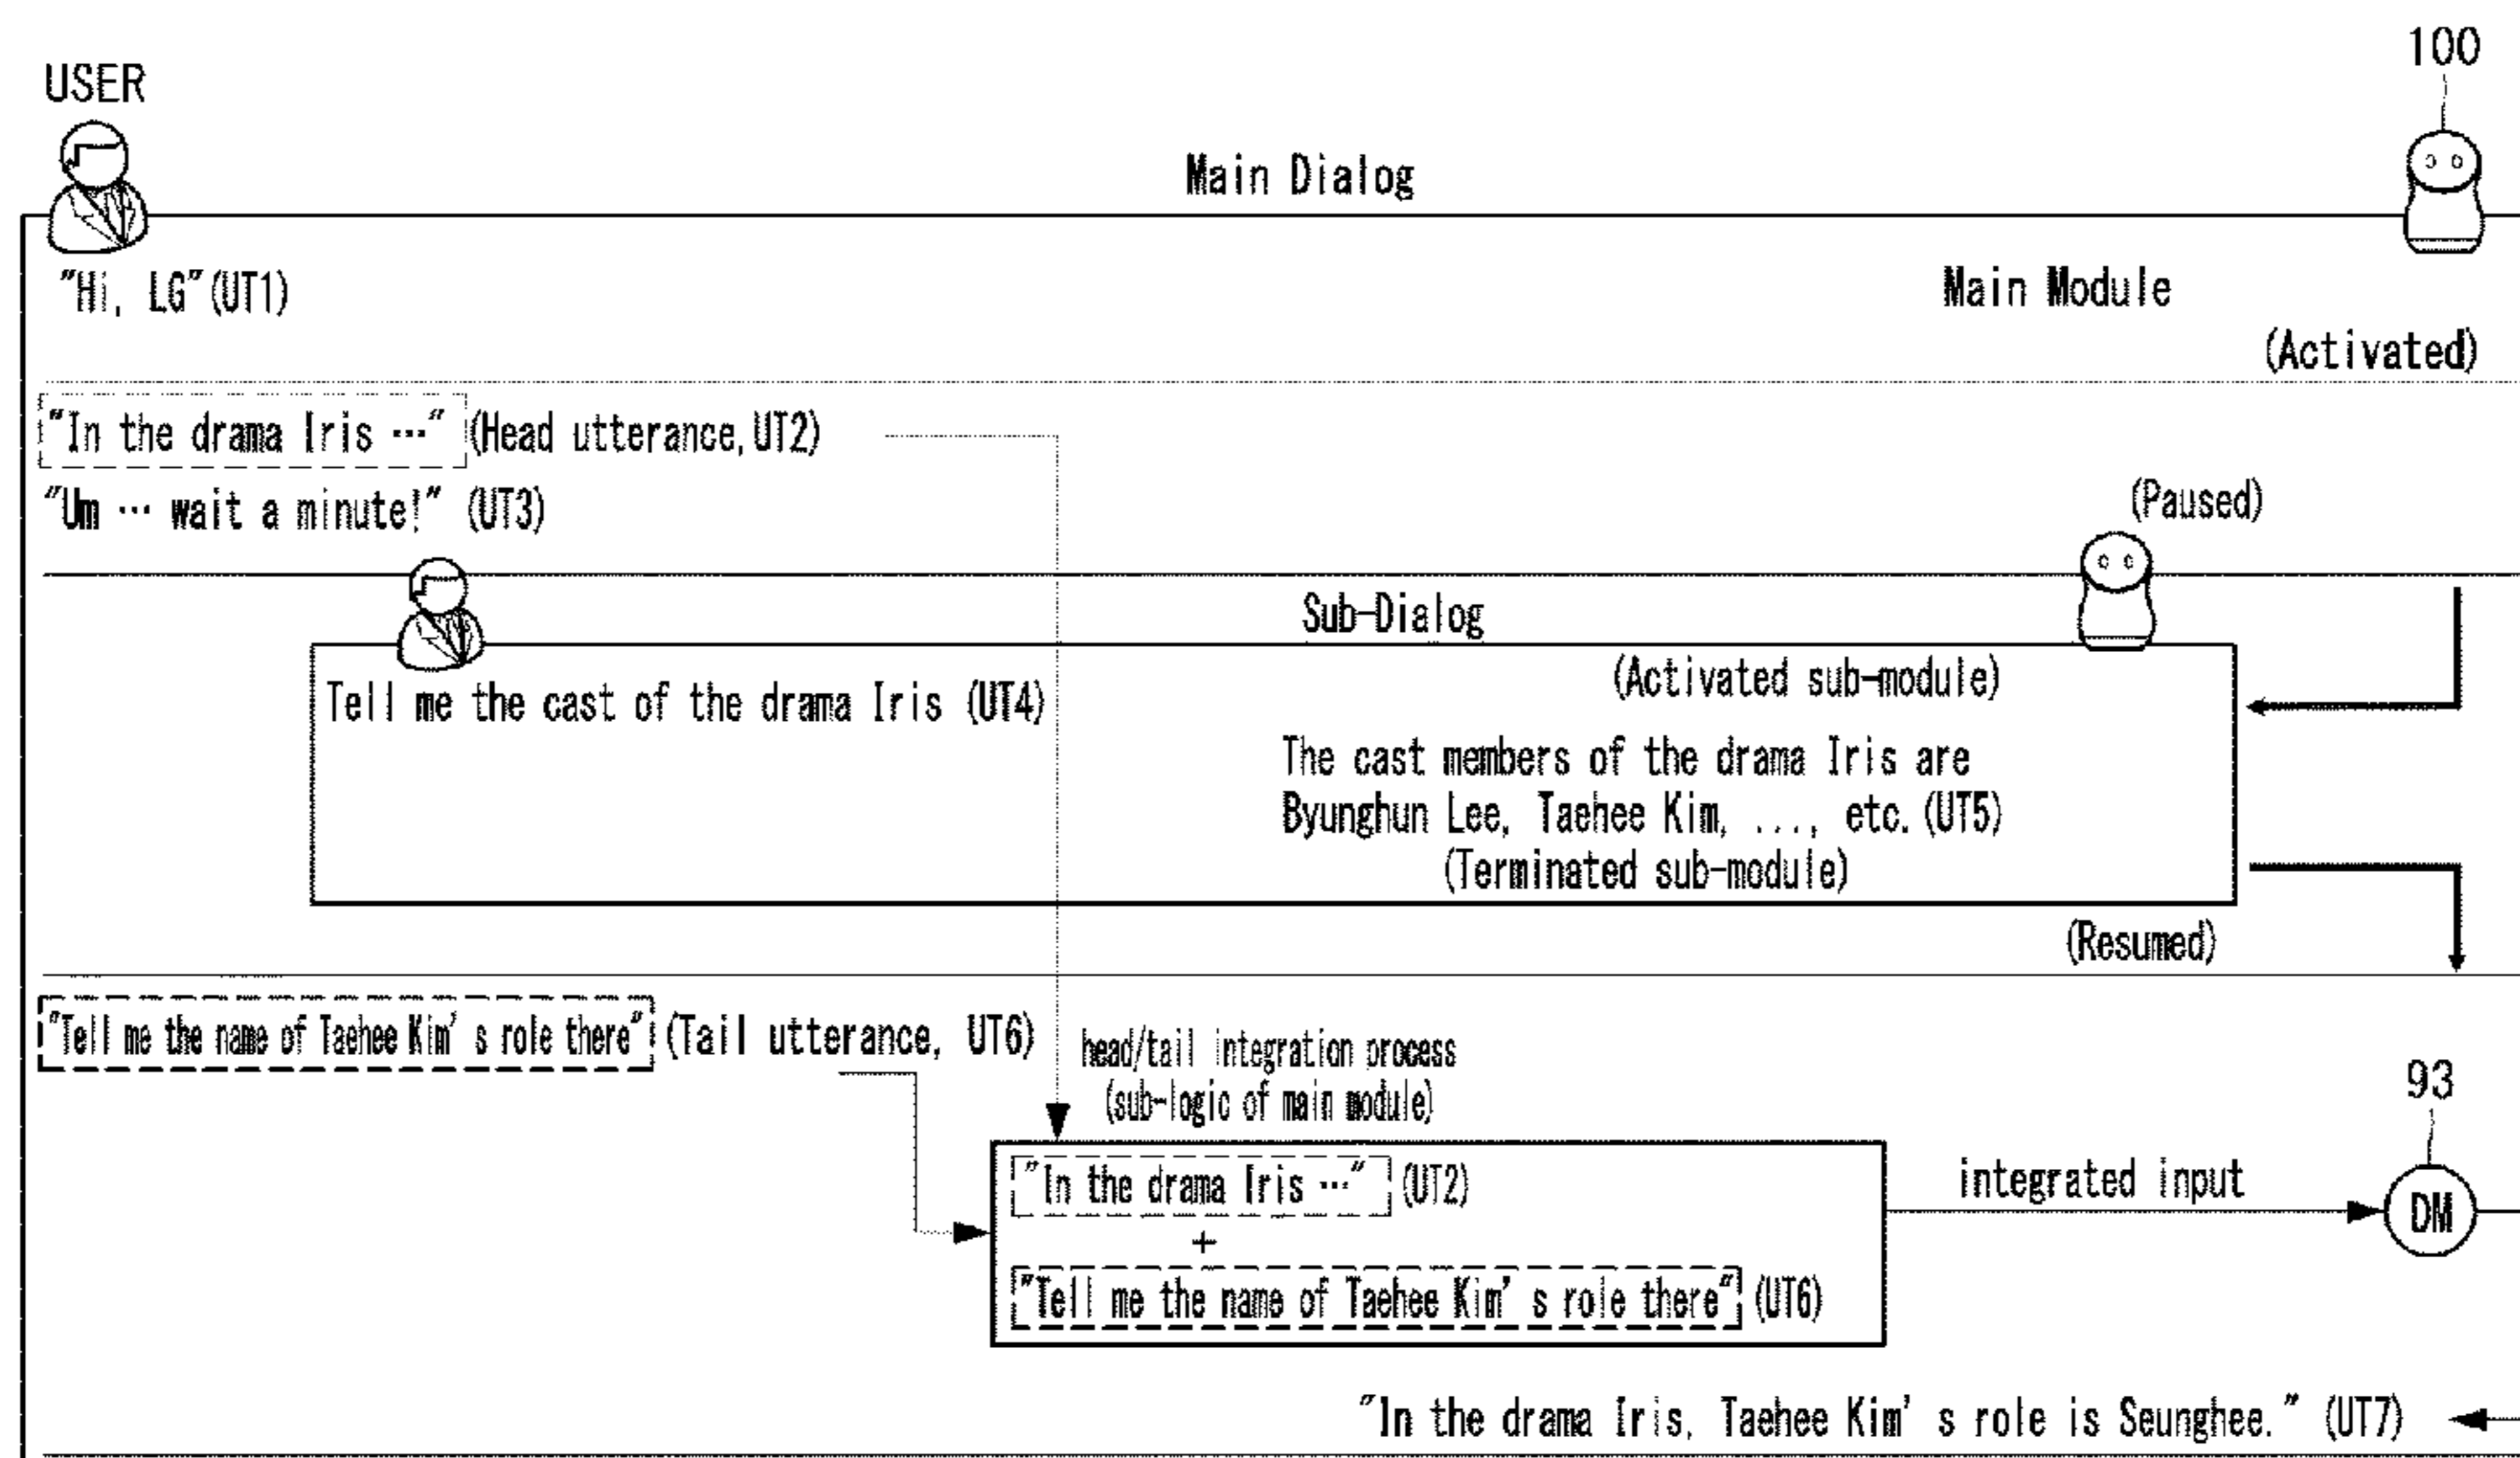 USER
100
Main Dialog
"Hi, LG"(UT1)
Main Module
(Activated)
"In the drama Iris …" (Head utterance, UT2)
"Um … wait a minute!" (UT3)
(Paused)
Sub-Dialog
(Activated sub-module)
Tell me the cast of the drama Iris (UT4)
The cast members of the drama Iris are
Byunghun Lee, Taehee Kim, ..., etc. (UT5)
(Terminated sub-module)
(Resumed)
"Tell me the name of Taehee Kim's role there" (Tail utterance, UT6)
head/tail integration process
(sub-logic of main module)
93
"In the drama Iris …" (UT2)
integrated input
DM
+
"Tell me the name of Taehee Kim's role there" (UT6)
"In the drama Iris, Taehee Kim's role is Seunghee." (UT7)